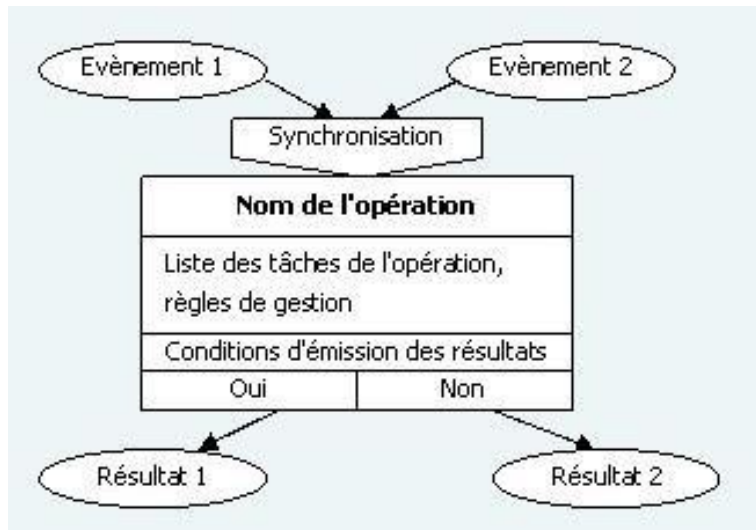 Evènement 1
Evènement 2
Synchronisation
Nom de l'opération
Liste des tâches de l'opération,
règles de gestion
Conditions d'émission des résultats
Oui
Non
Résultat 1
Résultat 2